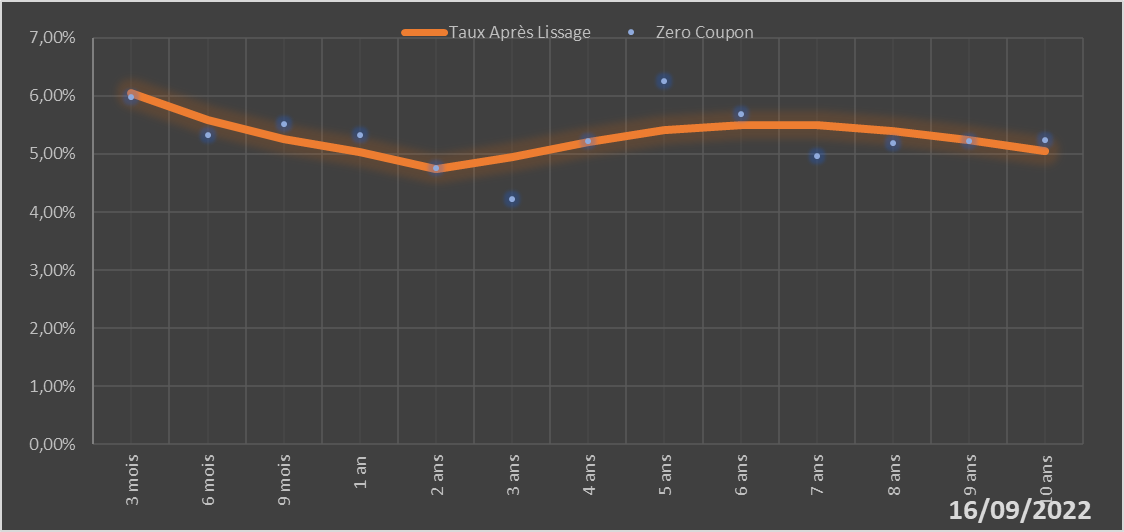 Taux Après Lissage Zero Coupon
7,00%
6,00%
5,00%
4,00%
3,00%
2,00%
1,00%
0,00%
3 mois
6 mois
9 mois
1 an
2 ans
3 ans
4 ans
5 ans
6 ans
7 ans
8 ans
9 ans
10 ans
16/09/2022